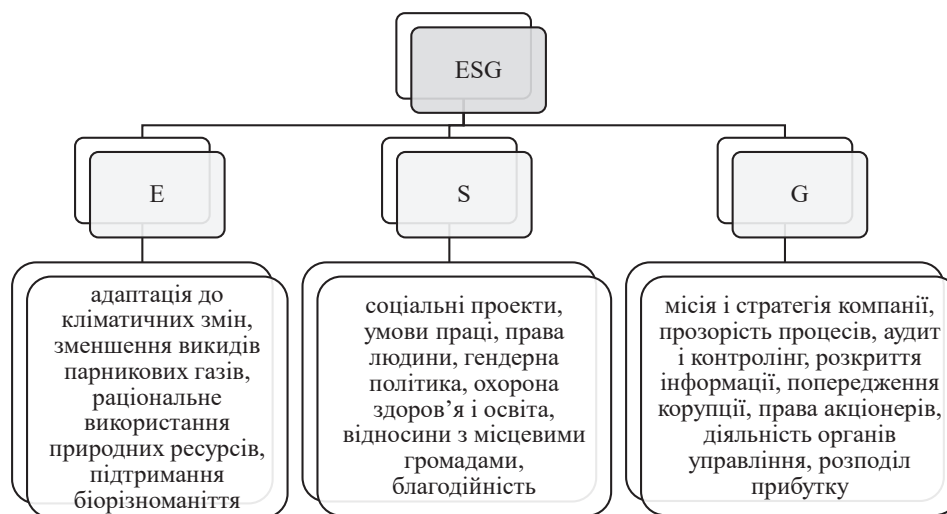 ESG
E
S
G
адаптація до
кліматичних змін,
зменшення викидів
парникових газів,
раціональне
використання
природних ресурсів,
підтримання
біорізноманіття
соціальні проекти,
умови праці, права
людини, гендерна
політика, охорона
здоров’я і освіта,
відносини з місцевими
громадами,
благодійність
місія і стратегія компанії,
прозорість процесів, аудит
і контролінг, розкриття
інформації, попередження
корупції, права акціонерів,
діяльність органів
управління, розподіл
прибутку